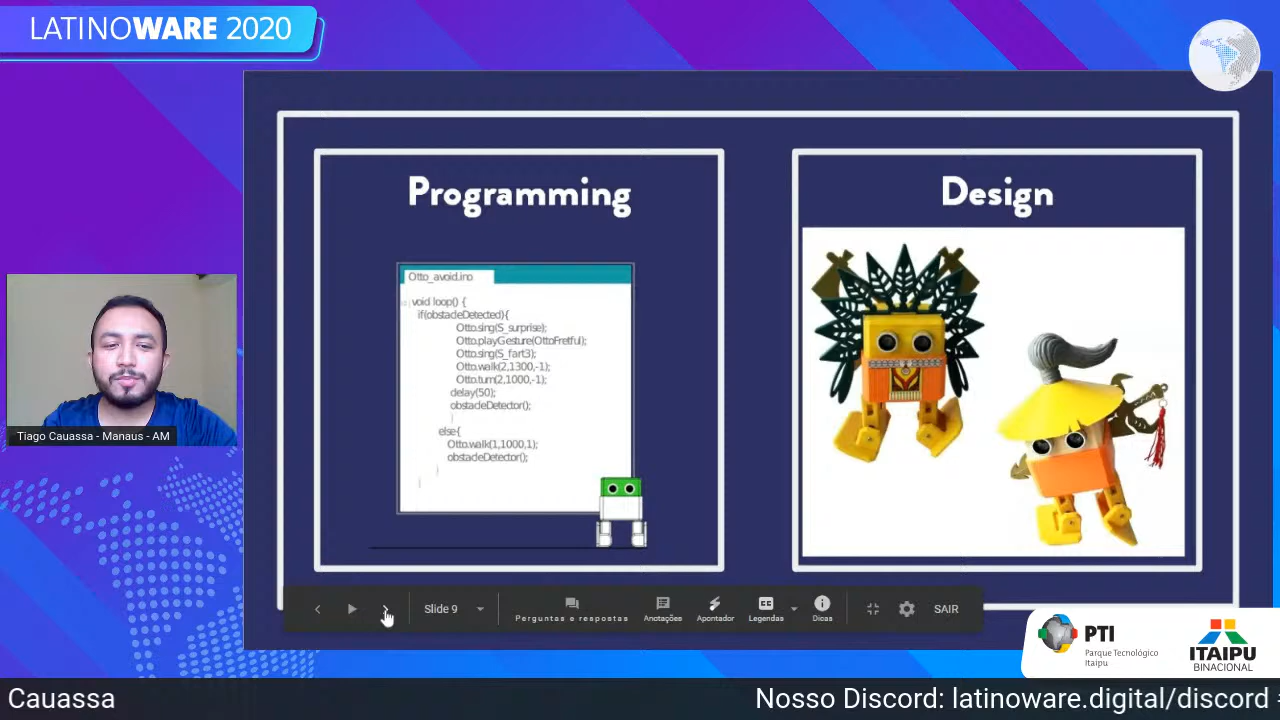 LATINOWARE 2020
Programming
Otto_avoid.ino
void loop() {
if(obstacleDetected){
Otto.sing(S_surprise);
Otto.playGesture(OttoFretful);
Otto.sing(S_fart3);
Otto.walk(2,1300,-1);
Otto.turn(2,1000,-1);
delay(50);
obstacleDetector();
}
else{
Otto.walk(1,1000,1);
obstacleDetector();
}
}
Design
Tiago Cauassa - Manaus - AM
Slide 9
Perguntas e respostas
Anotações
Apontador
Legendas
Dicas
SAIR
PTI
Parque Tecnológico
Itaipu
ITAIPU
BINACIONAL
Cauassa
Nosso Discord: latinoware.digital/discord